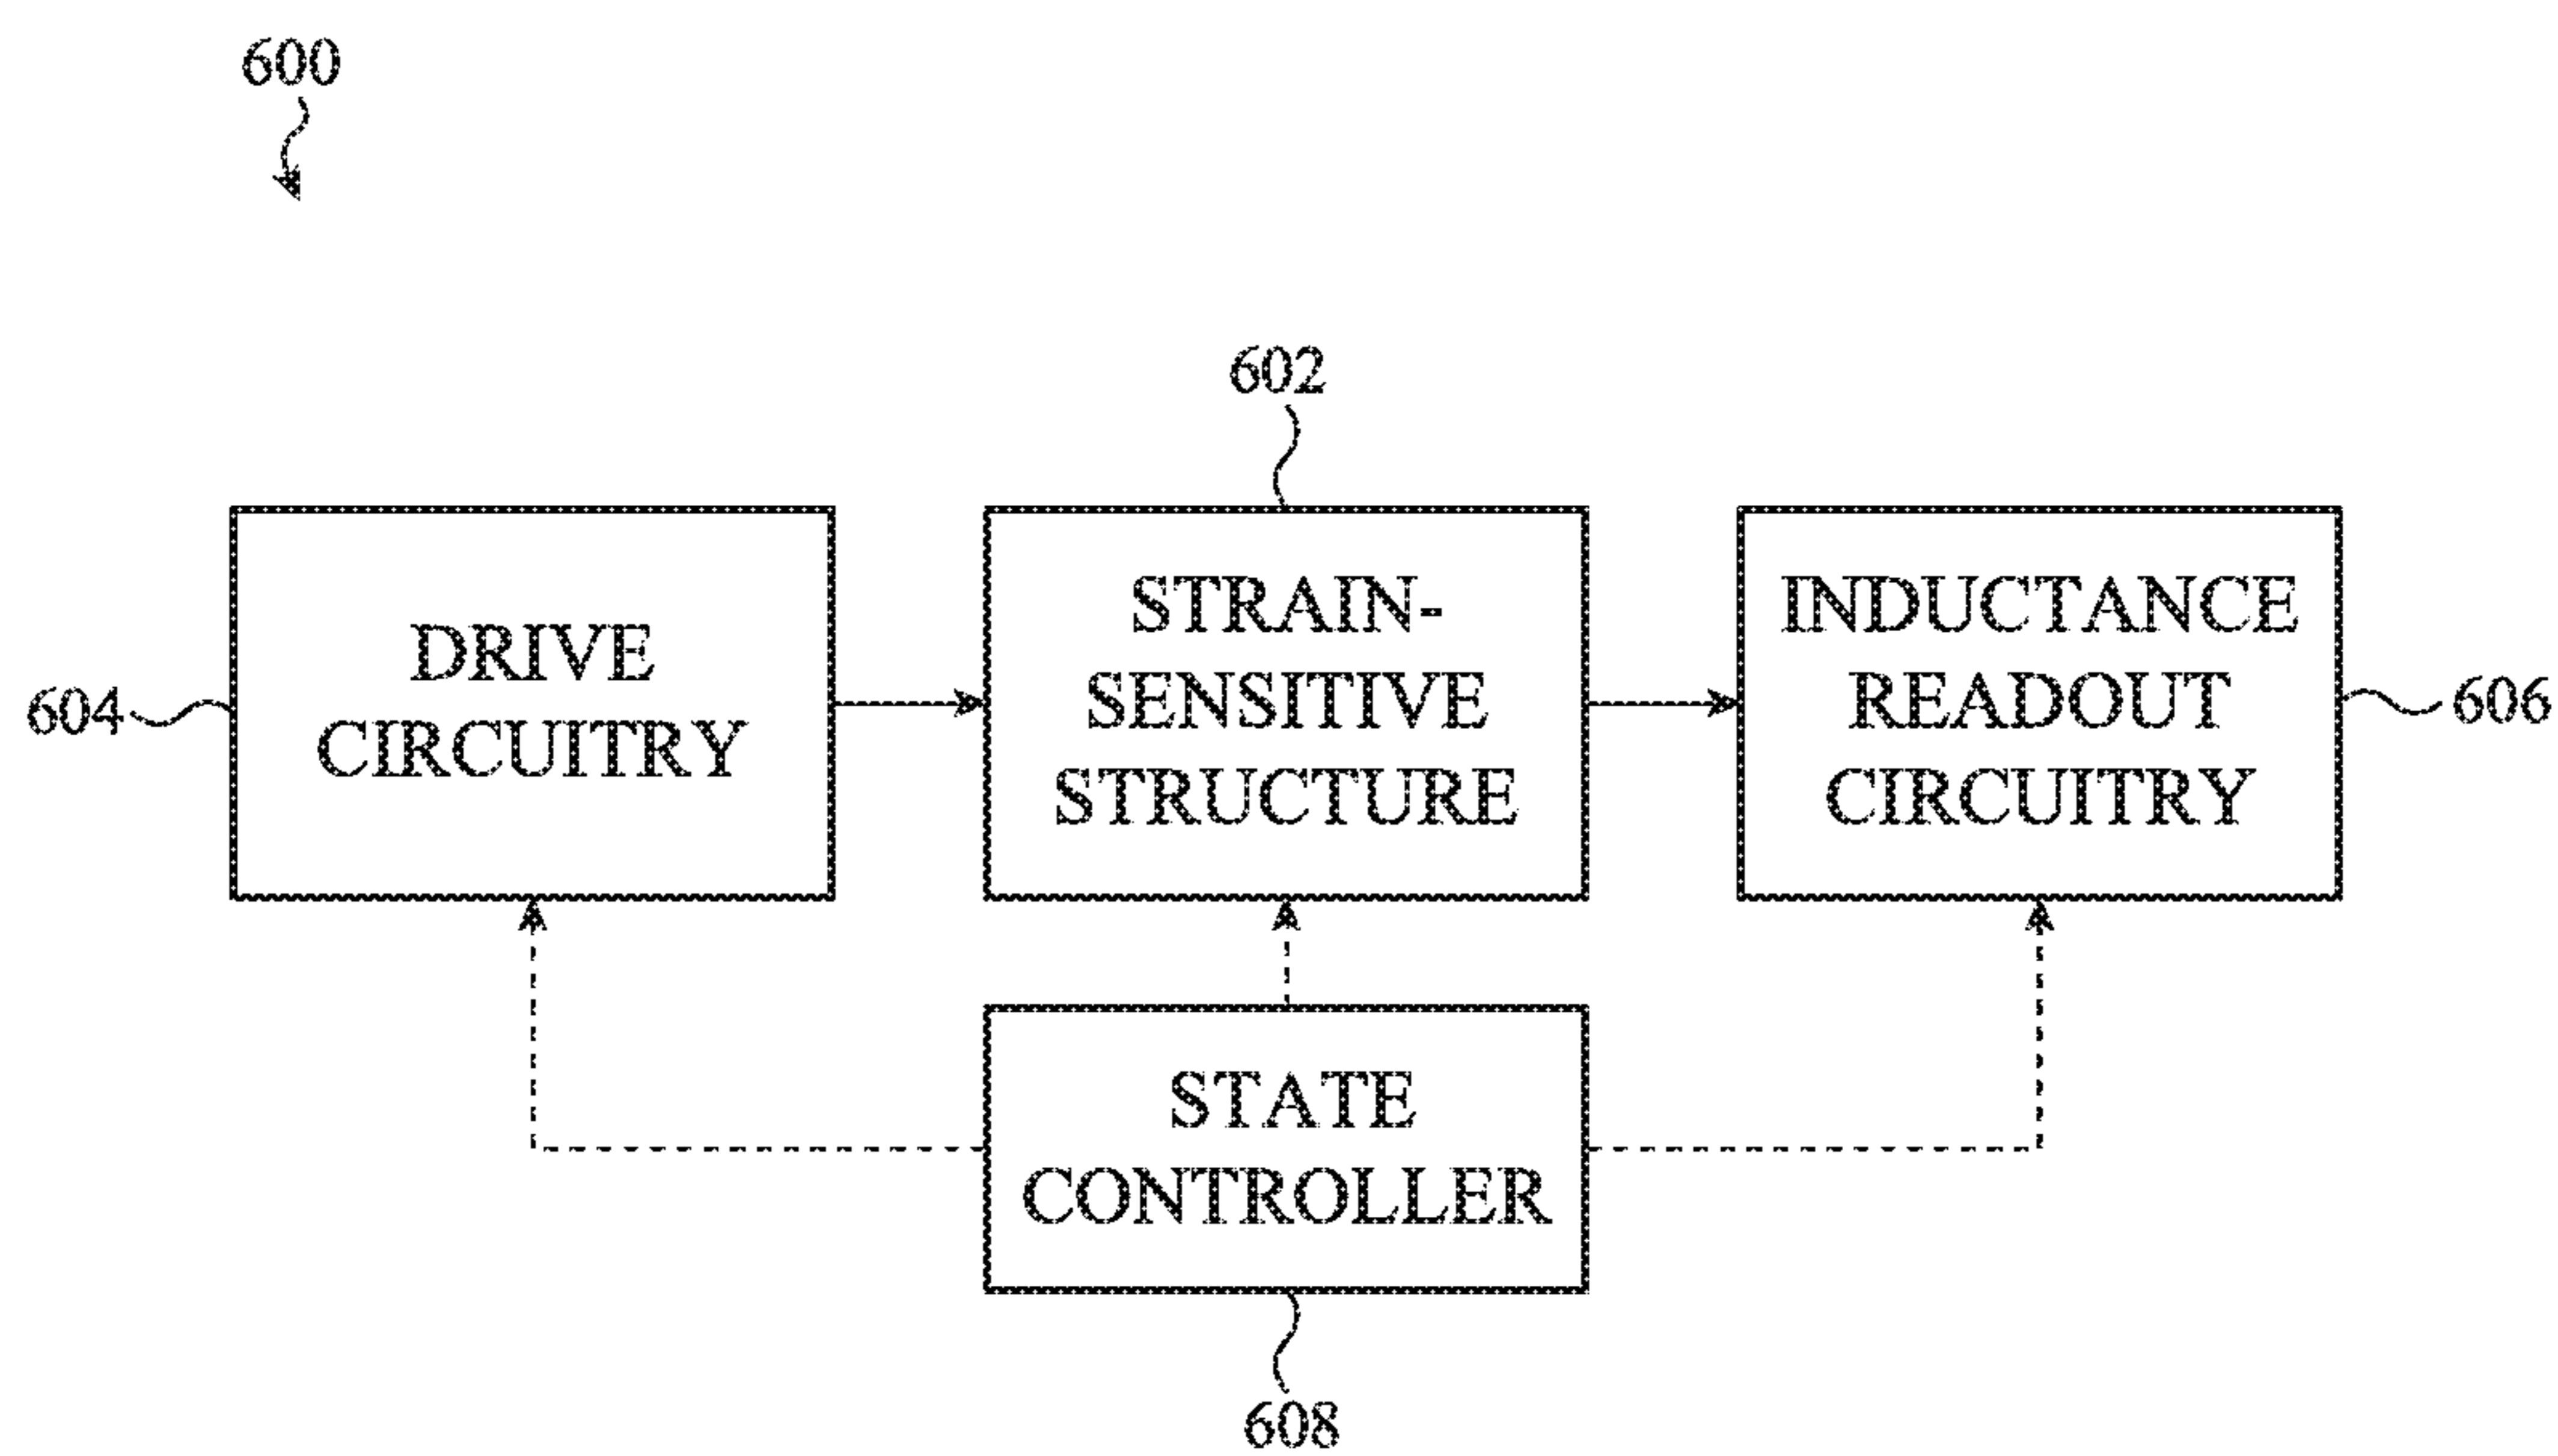 600
602
604
DRIVE
CIRCUITRY
STRAIN-
SENSITIVE
STRUCTURE
INDUCTANCE
READOUT
CIRCUITRY
606
STATE
CONTROLLER
608